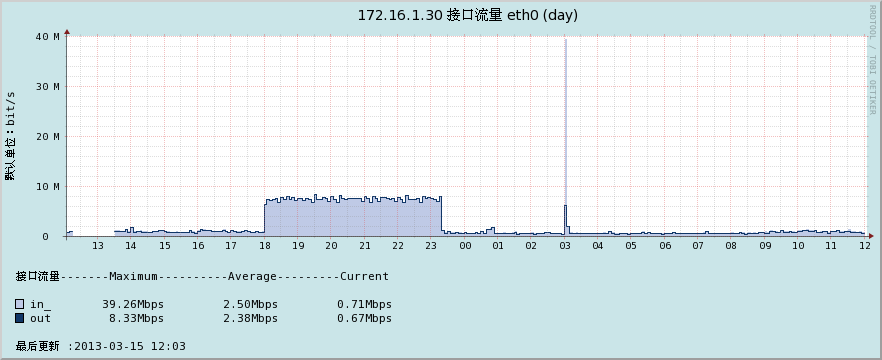 172.16.1.30 接口流量 eth0 (day)
RRDTOOL / TOBI OETIKER
默认单位：bit/s
40 M
30 M
20 M
10 M
0
13 14 15 16 17 18 19 20 21 22 23 00 01 02 03 04 05 06 07 08 09 10 11 12
接口流量-------Maximum----------Average---------Current
in_ 39.26Mbps 2.50Mbps 0.71Mbps
out 8.33Mbps 2.38Mbps 0.67Mbps
最后更新 :2013-03-15 12:03